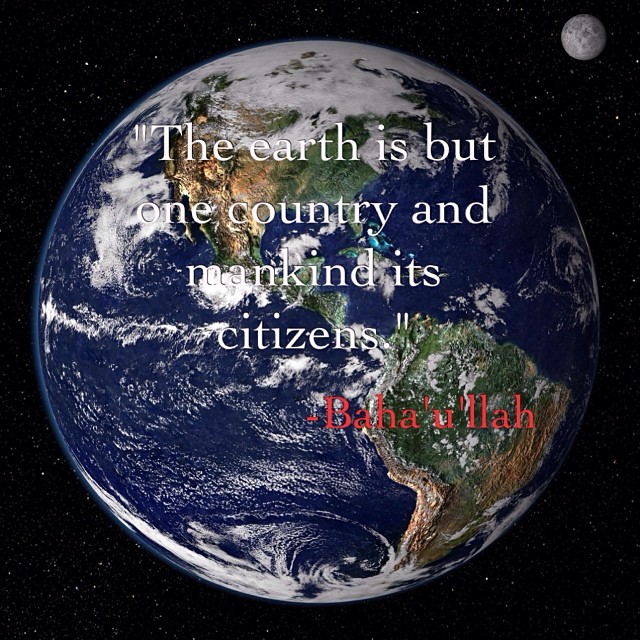 "The earth is but
one country and
mankind its
citizens."
-Baha'u'llah